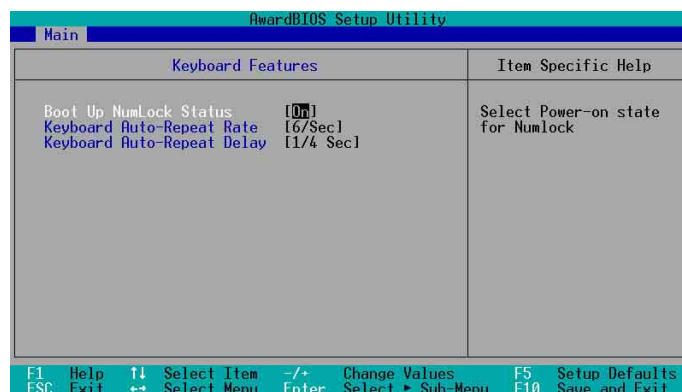 AwardBIOS Setup Utility
Main
Keyboard Features
Item Specific Help
Boot Up NumLock Status [On]
Keyboard Auto-Repeat Rate [6/Sec]
Keyboard Auto-Repeat Delay [1/4 Sec]
Select Power-on state
for Numlock
F1 Help ↑↓ Select Item -/+ Change Values F5 Setup Defaults
ESC Exit ←→ Select Menu Enter Select ► Sub-Menu F10 Save and Exit